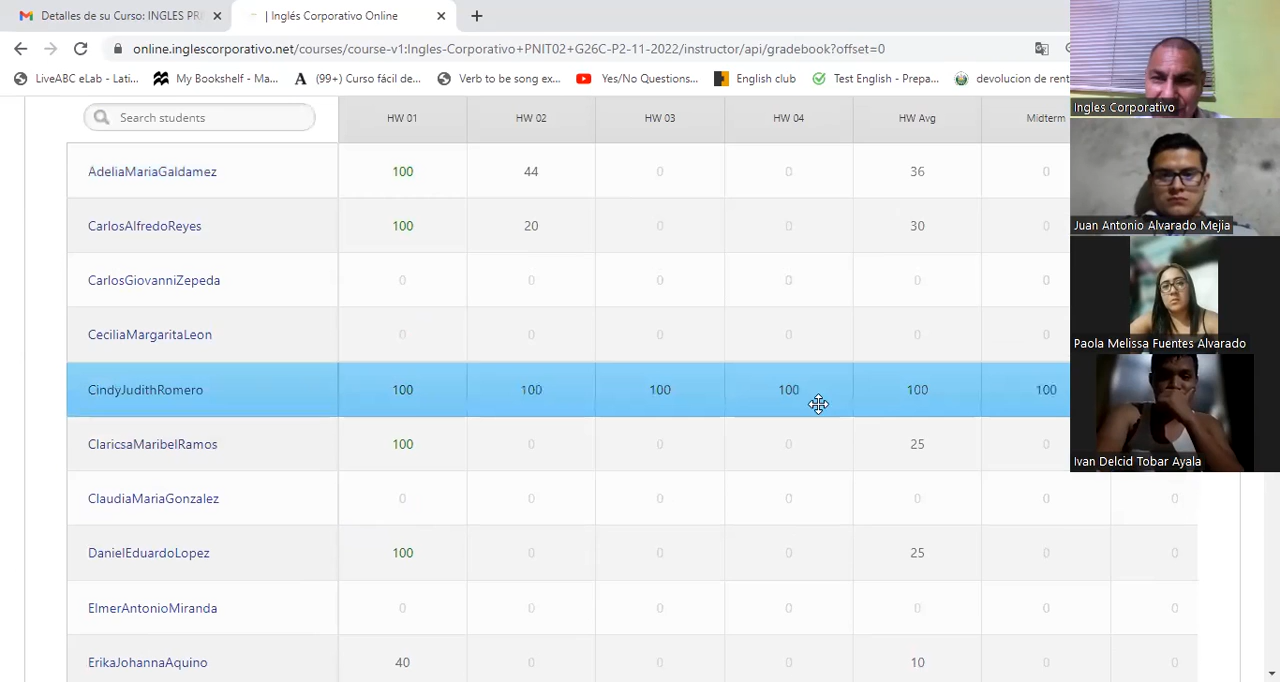 Detalles de su Curso: INGLES PR
| Inglés Corporativo Online
online.inglescorporativo.net/courses/course-v1:Ingles-Corporativo+PNIT02+G26C-P2-11-2022/instructor/api/gradebook?offset=0
LiveABC eLab - Lati... My Bookshelf - Ma... (99+) Curso fácil de... Verb to be song ex... Yes/No Questions... English club Test English - Prepa... devolucion de rent
Search students HW 01 HW 02 HW 03 HW 04 HW Avg Midterm
AdeliaMariaGaldamez 100 44 0 0 36 0
CarlosAlfredoReyes 100 20 0 0 30 0
CarlosGiovanniZepeda 0 0 0 0 0 0
CeciliaMargaritaLeon 0 0 0 0 0 0
CindyJudithRomero 100 100 100 100 100 100
ClaricsaMaribelRamos 100 0 0 0 25 0
ClaudiaMariaGonzalez 0 0 0 0 0 0 0
DanielEduardoLopez 100 0 0 0 25 0 0
ElmerAntonioMiranda 0 0 0 0 0 0 0
ErikaJohannaAquino 40 0 0 0 10 0 0
Ingles Corporativo
Juan Antonio Alvarado Mejia
Paola Melissa Fuentes Alvarado
Ivan Delcid Tobar Ayala